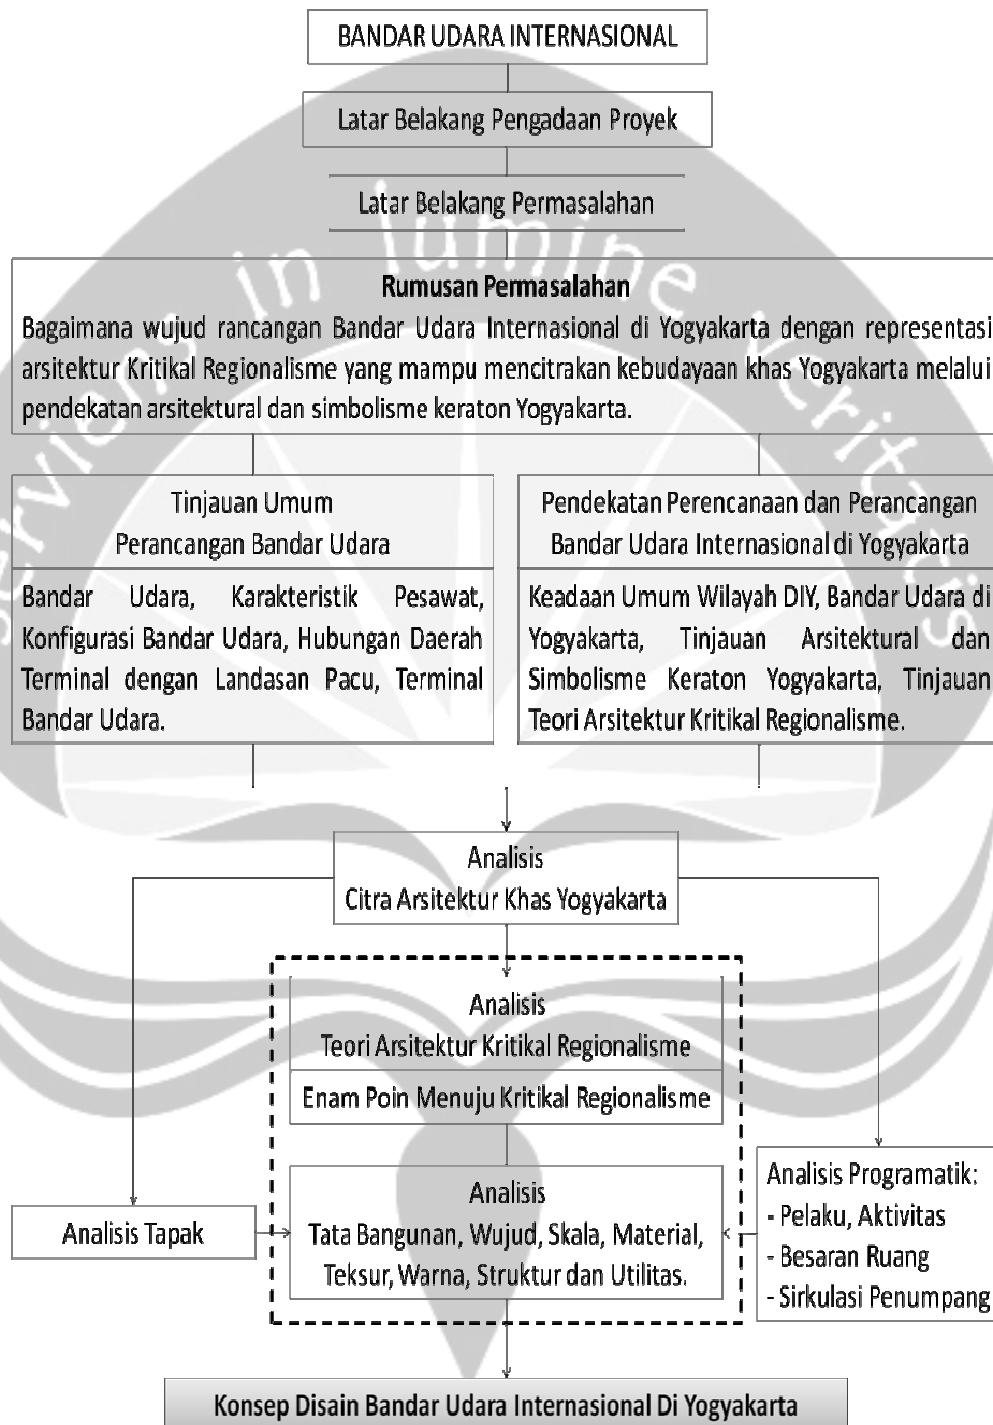 BANDAR UDARA INTERNASIONAL
Latar Belakang Pengadaan Proyek
Latar Belakang Permasalahan
Rumusan Permasalahan
Bagaimana wujud rancangan Bandar Udara Internasional di Yogyakarta dengan representasi
arsitektur Kritikal Regionalisme yang mampu mencitrakan kebudayaan khas Yogyakarta melalui
pendekatan arsitektural dan simbolisme keraton Yogyakarta.
Tinjauan Umum
Perancangan Bandar Udara
Bandar Udara, Karakteristik Pesawat,
Konfigurasi Bandar Udara, Hubungan Daerah
Terminal dengan Landasan Pacu, Terminal
Bandar Udara.
Pendekatan Perencanaan dan Perancangan
Bandar Udara Internasional di Yogyakarta
Keadaan Umum Wilayah DIY, Bandar Udara di
Yogyakarta, Tinjauan Arsitektural dan
Simbolisme Keraton Yogyakarta, Tinjauan
Teori Arsitektur Kritikal Regionalisme.
Analisis
Citra Arsitektur Khas Yogyakarta
Analisis
Teori Arsitektur Kritikal Regionalisme
Enam Poin Menuju Kritikal Regionalisme
Analisis Tapak
Analisis
Tata Bangunan, Wujud, Skala, Material,
Teksur, Warna, Struktur dan Utilitas.
Analisis Programatik:
- Pelaku, Aktivitas
- Besaran Ruang
- Sirkulasi Penumpang
Konsep Disain Bandar Udara Internasional Di Yogyakarta
serviens in lumine veritatis